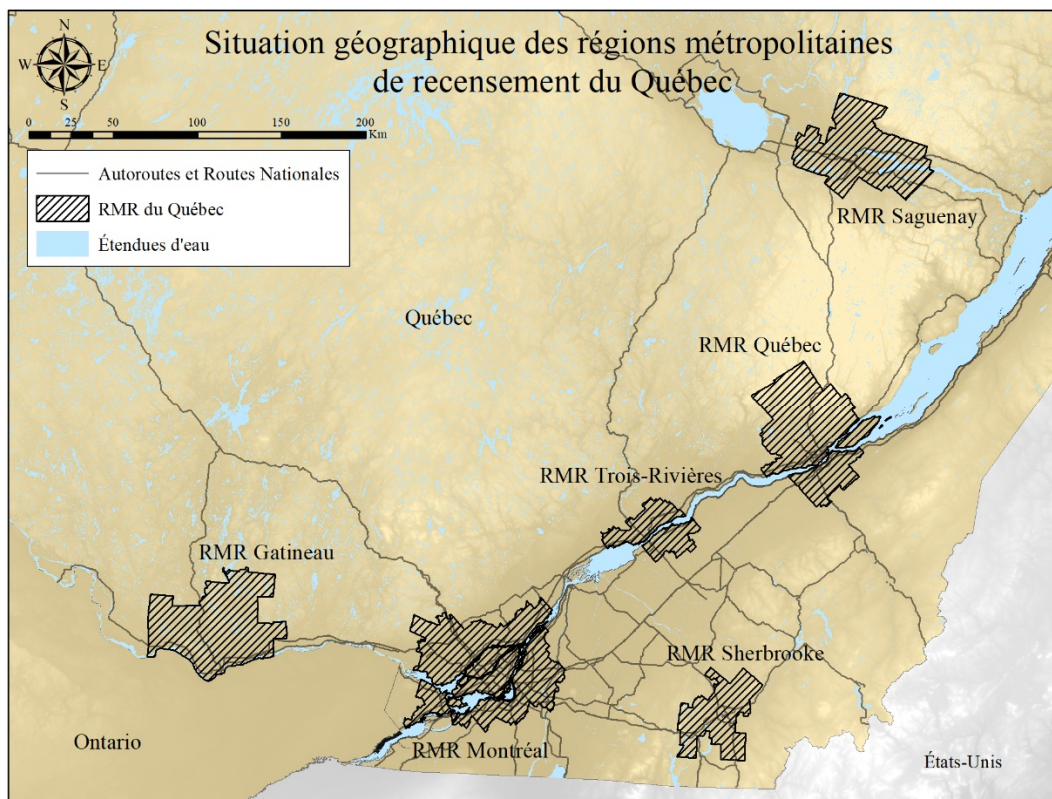 Situation géographique des régions métropolitaines
de recensement du Québec
N
W E
S
0 25 50 100 150 200
Km
Autoroutes et Routes Nationales
RMR du Québec
Étendues d'eau
RMR Saguenay
Québec
RMR Québec
RMR Trois-Rivières
RMR Gatineau
RMR Sherbrooke
Ontario
RMR Montréal
États-Unis